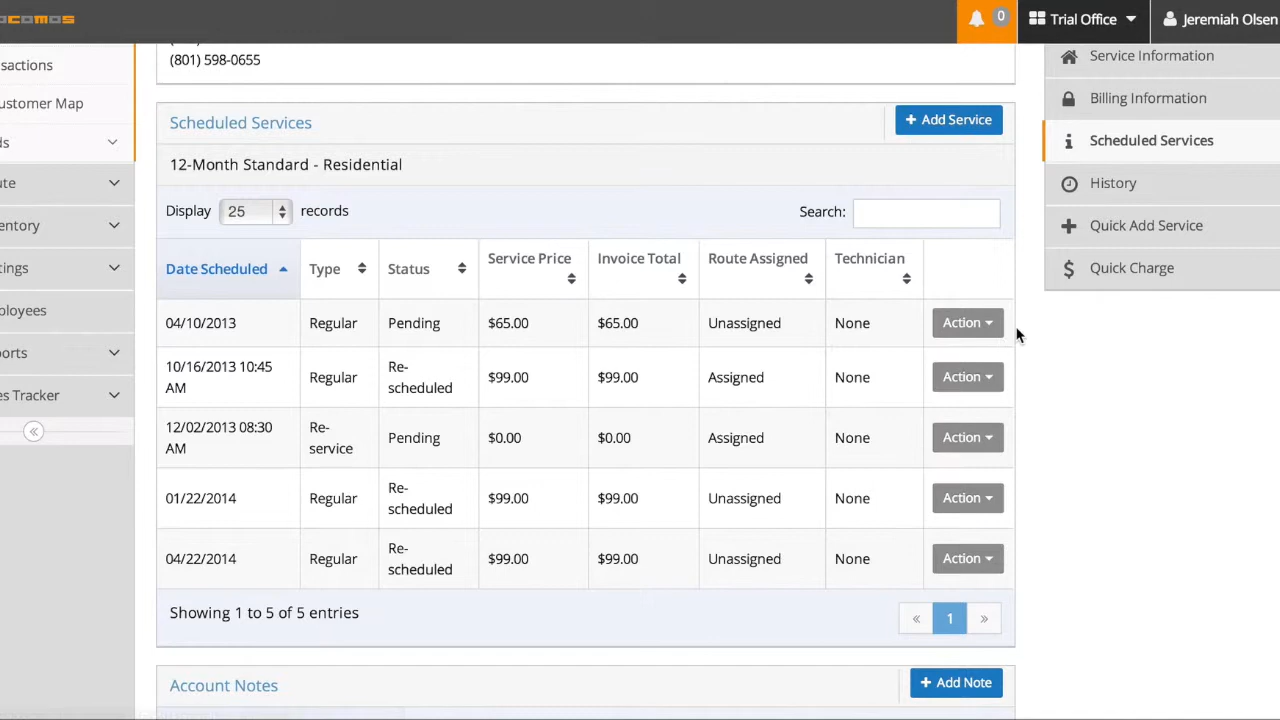 ocomos
0
Trial Office
Jeremiah Olsen
sactions
ustomer Map
ds
ute
entory
tings
ployees
ports
es Tracker
(801) 598-0655
Scheduled Services
+ Add Service
12-Month Standard - Residential
Display 25 records
Search:
Date Scheduled Type Status Service Price Invoice Total Route Assigned Technician
04/10/2013 Regular Pending $65.00 $65.00 Unassigned None Action
10/16/2013 10:45 AM Regular Re-scheduled $99.00 $99.00 Assigned None Action
12/02/2013 08:30 AM Re-service Pending $0.00 $0.00 Assigned None Action
01/22/2014 Regular Re-scheduled $99.00 $99.00 Unassigned None Action
04/22/2014 Regular Re-scheduled $99.00 $99.00 Unassigned None Action
Showing 1 to 5 of 5 entries
« 1 »
Account Notes
+ Add Note
Service Information
Billing Information
Scheduled Services
History
Quick Add Service
Quick Charge